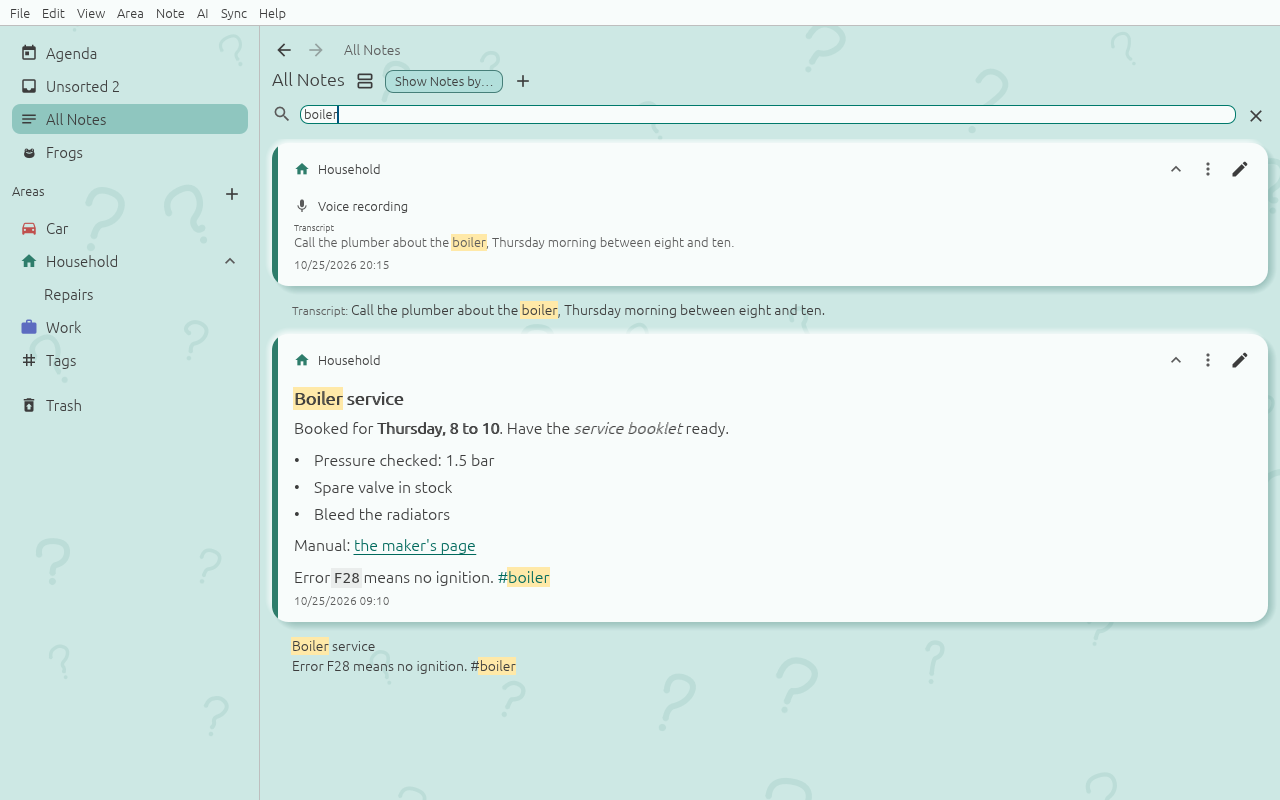 File Edit View Area Note AI Sync Help
Agenda
Unsorted 2
All Notes
Frogs
Areas
Car
Household
Repairs
Work
Tags
Trash
All Notes
All Notes Show Notes by…
boiler
Household
Voice recording
Transcript
Call the plumber about the boiler, Thursday morning between eight and ten.
10/25/2026 20:15
Transcript: Call the plumber about the boiler, Thursday morning between eight and ten.
Household
Boiler service
Booked for Thursday, 8 to 10. Have the service booklet ready.
• Pressure checked: 1.5 bar
• Spare valve in stock
• Bleed the radiators
Manual: the maker's page
Error F28 means no ignition. #boiler
10/25/2026 09:10
Boiler service
Error F28 means no ignition. #boiler